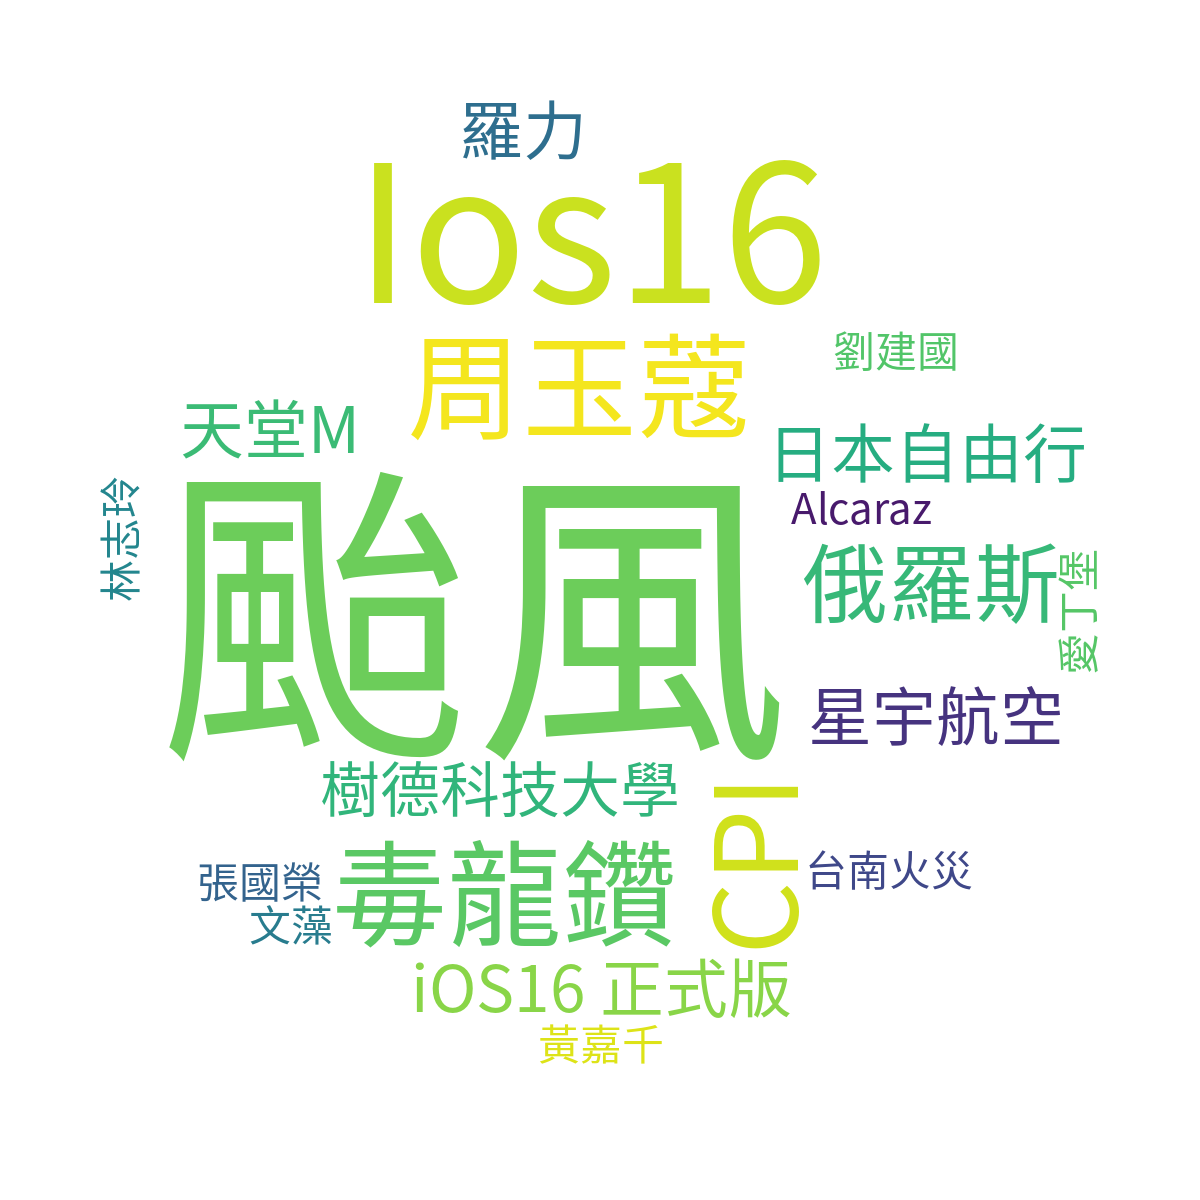 羅力
Ios16
周玉蔻
劉建國
天堂M
日本自由行
林志玲
Alcaraz
颱風
俄羅斯
愛丁堡
星宇航空
樹德科技大學
CPI
毒龍鑽
張國榮
台南火災
文藻
iOS16 正式版
黃嘉千